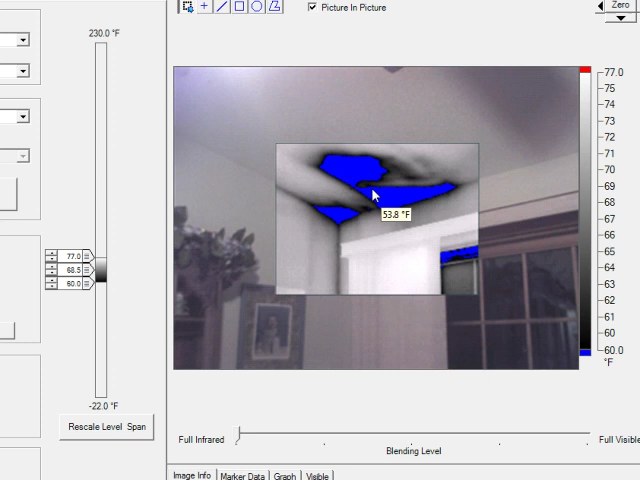 Picture In Picture
Zero
230.0 °F
77.0
68.5
60.0
-22.0 °F
Rescale Level Span
53.8 °F
77.0
75
74
73
72
71
70
69
68
67
66
65
64
63
62
61
60.0
°F
Full Infrared
Full Visible
Blending Level
Image Info
Marker Data
Graph
Visible